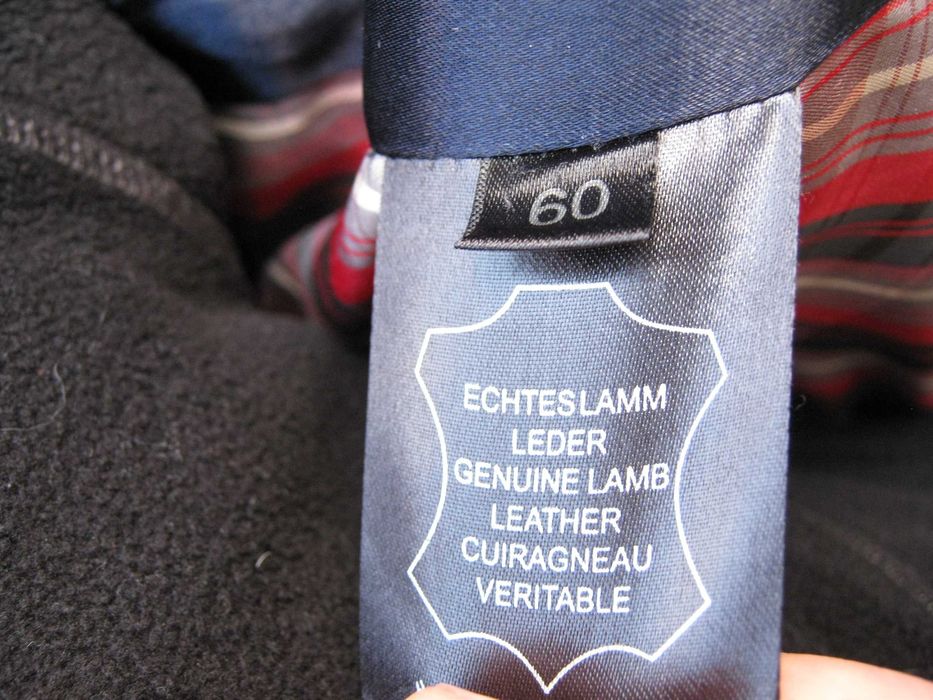 60
ECHTES LAMM
LEDER
GENUINE LAMB
LEATHER
CUIRAGNEAU
VERITABLE